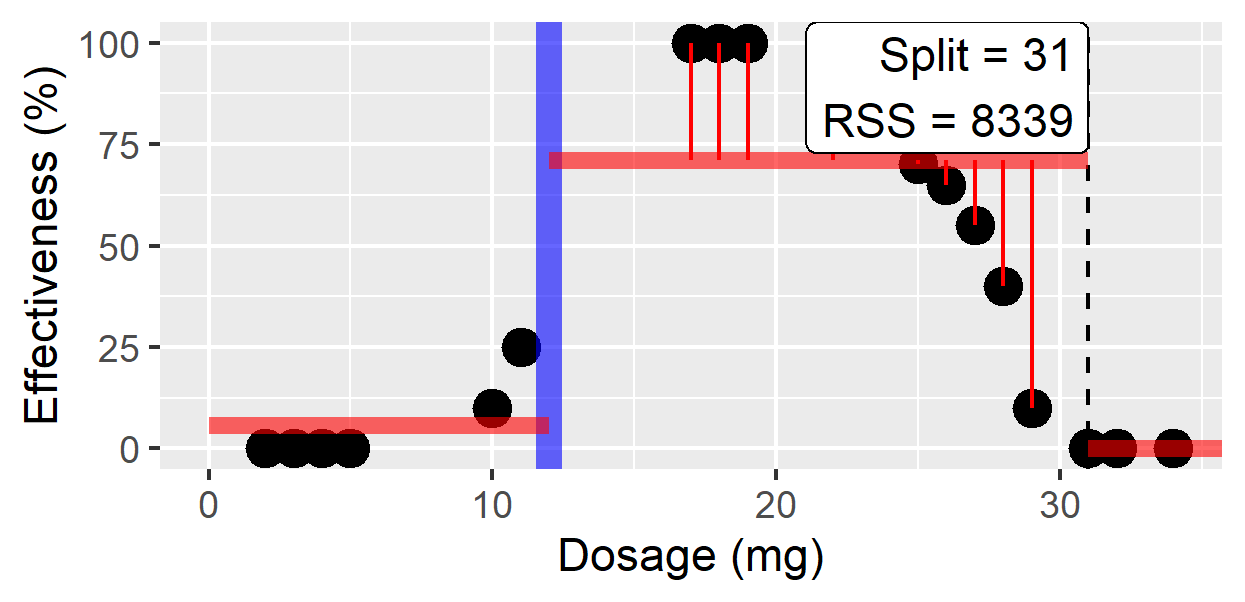 Effectiveness (%)
100
75
50
25
0
Split = 31
RSS = 8339
0
10
20
30
Dosage (mg)